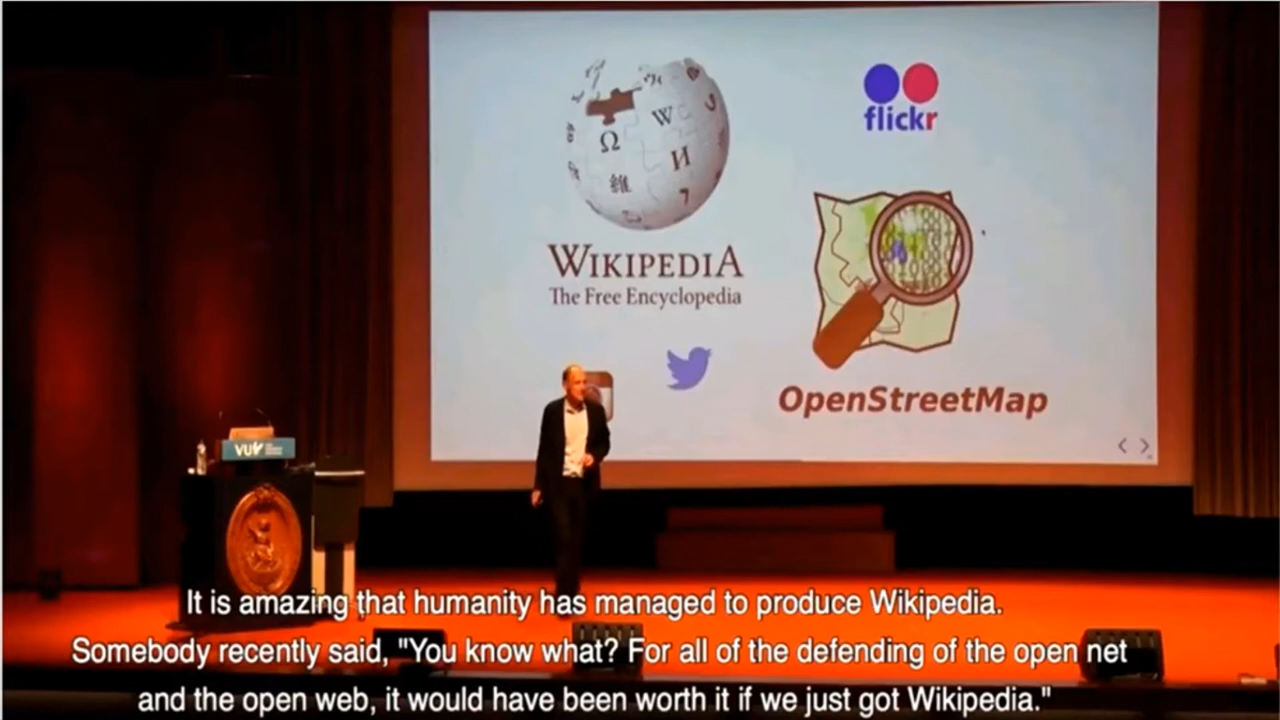 flickr
Ω W И 維
WIKIPEDIA
The Free Encyclopedia
OpenStreetMap
VU
It is amazing that humanity has managed to produce Wikipedia.
Somebody recently said, "You know what? For all of the defending of the open net
and the open web, it would have been worth it if we just got Wikipedia."